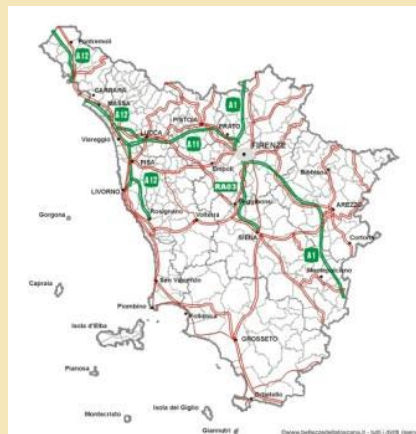 Pontremoli
A12
CARRARA
MASSA
A12
A1
PISTOIA
PRATO
Viareggio
LUCCA
A11
FIRENZE
PISA
Empoli
Bibbiena
LIVORNO
A12
RA03
Poggibonsi
AREZZO
Gorgona
Rosignano
Volterra
SIENA
Cortona
A1
Montepulciano
Capraia
San Vincenzo
Piombino
Follonica
Isola d'Elba
GROSSETO
Pianosa
Orbetello
Montecristo
Isola del Giglio
Giannutri